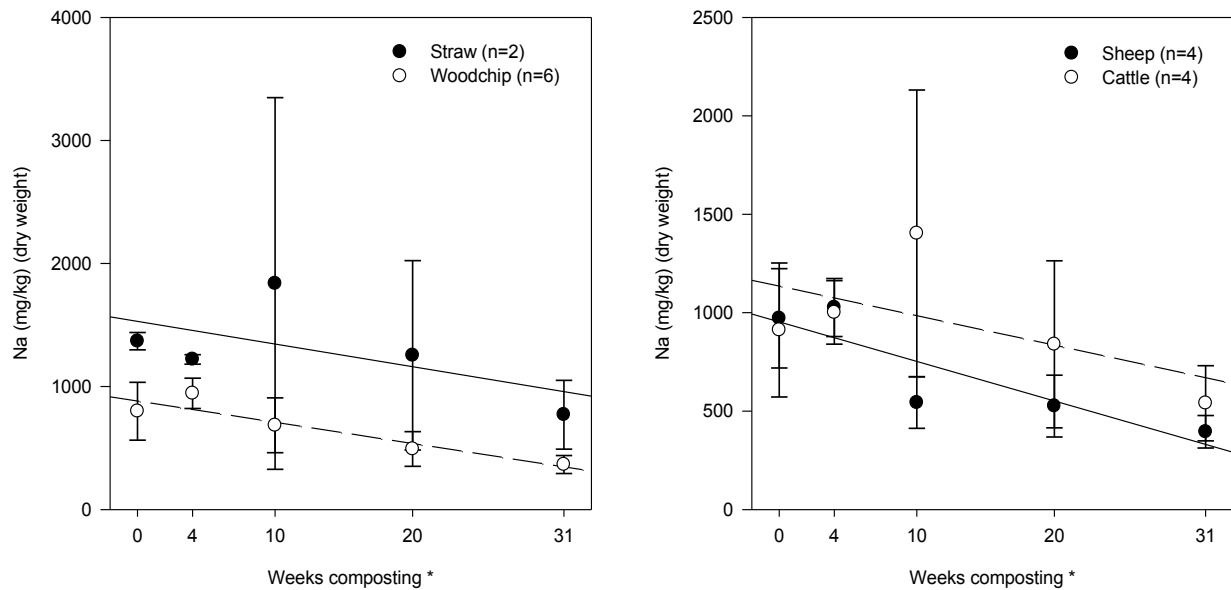 4000
3000
2000
1000
0
Na (mg/kg) (dry weight)
Straw (n=2)
Woodchip (n=6)
0 4 10 20 31
Weeks composting *
2500
2000
1500
1000
500
0
Na (mg/kg) (dry weight)
Sheep (n=4)
Cattle (n=4)
0 4 10 20 31
Weeks composting *